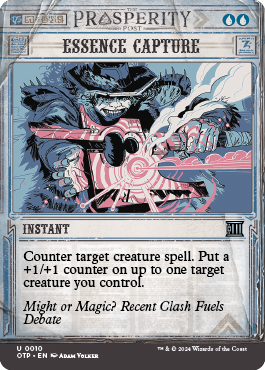 THE
PROSPERITY
POST
ESSENCE CAPTURE
INSTANT
Counter target creature spell. Put a
+1/+1 counter on up to one target
creature you control.
Might or Magic? Recent Clash Fuels
Debate
U 0010
OTP • EN Adam Volker
™ & © 2024 Wizards of the Coast